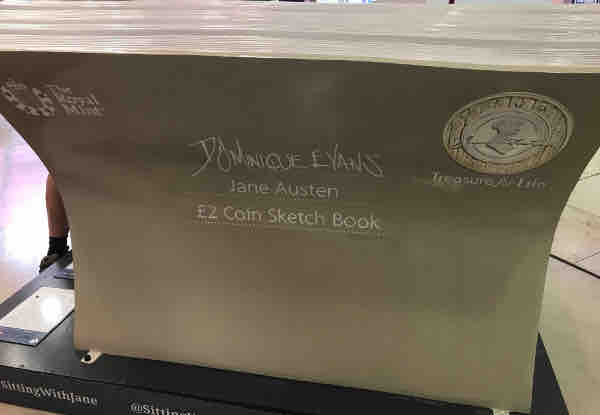 The
Royal
Mint
DOMINIQUE EVANS
Jane Austen
£2 Coin Sketch Book
Treasure for Life
SittingWithJane